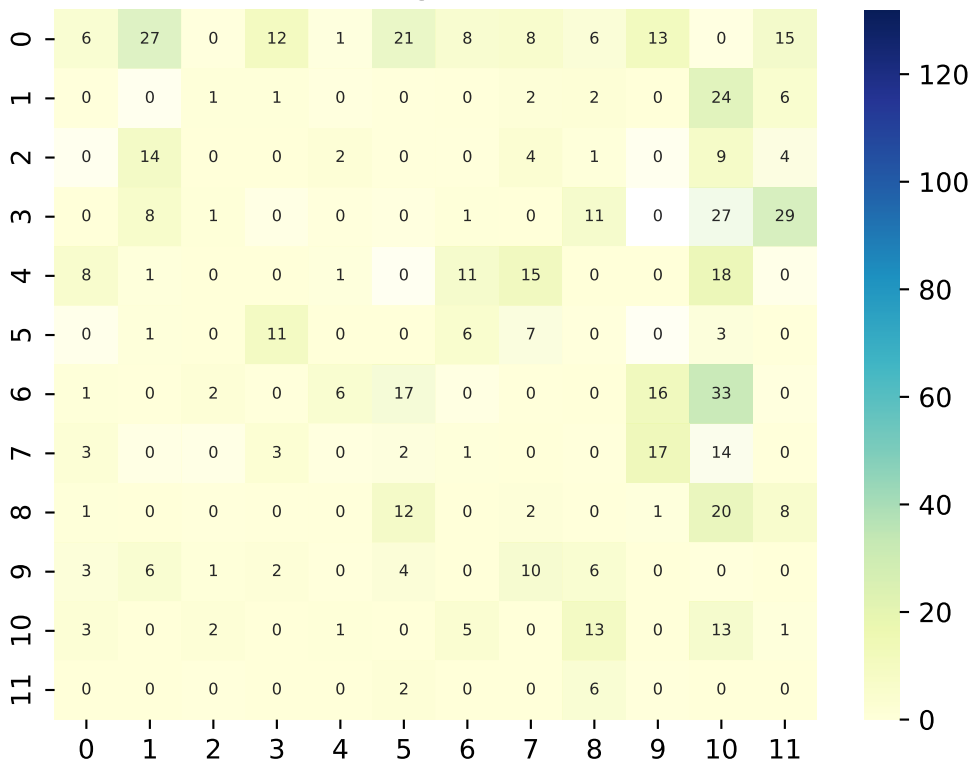 0 6 27 0 12 1 21 8 8 6 13 0 15
1 0 0 1 1 0 0 0 2 2 0 24 6
2 0 14 0 0 2 0 0 4 1 0 9 4
3 0 8 1 0 0 0 1 0 11 0 27 29
4 8 1 0 0 1 0 11 15 0 0 18 0
5 0 1 0 11 0 0 6 7 0 0 3 0
6 1 0 2 0 6 17 0 0 0 16 33 0
7 3 0 0 3 0 2 1 0 0 17 14 0
8 1 0 0 0 0 12 0 2 0 1 20 8
9 3 6 1 2 0 4 0 10 6 0 0 0
10 3 0 2 0 1 0 5 0 13 0 13 1
11 0 0 0 0 0 2 0 0 6 0 0 0
0 1 2 3 4 5 6 7 8 9 10 11
120
100
80
60
40
20
0